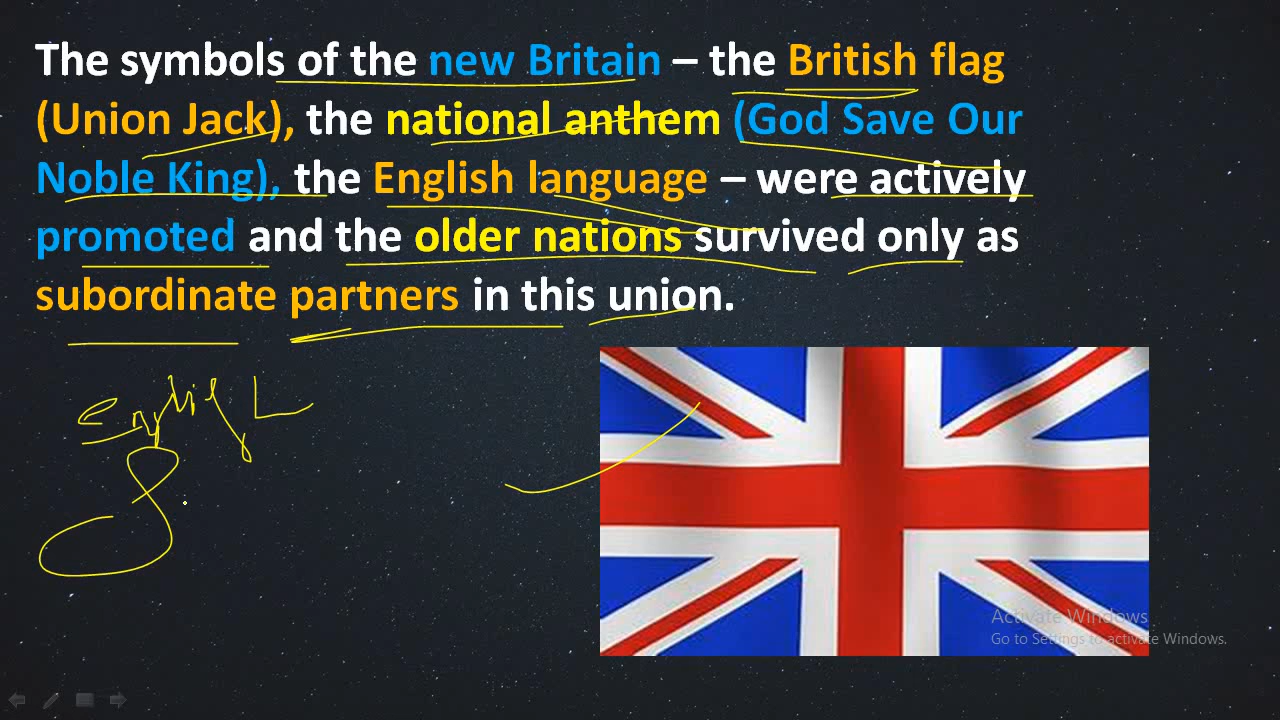 The symbols of the new Britain – the British flag
(Union Jack), the national anthem (God Save Our
Noble King), the English language – were actively
promoted and the older nations survived only as
subordinate partners in this union.
Activate Windows
Go to Settings to activate Windows.